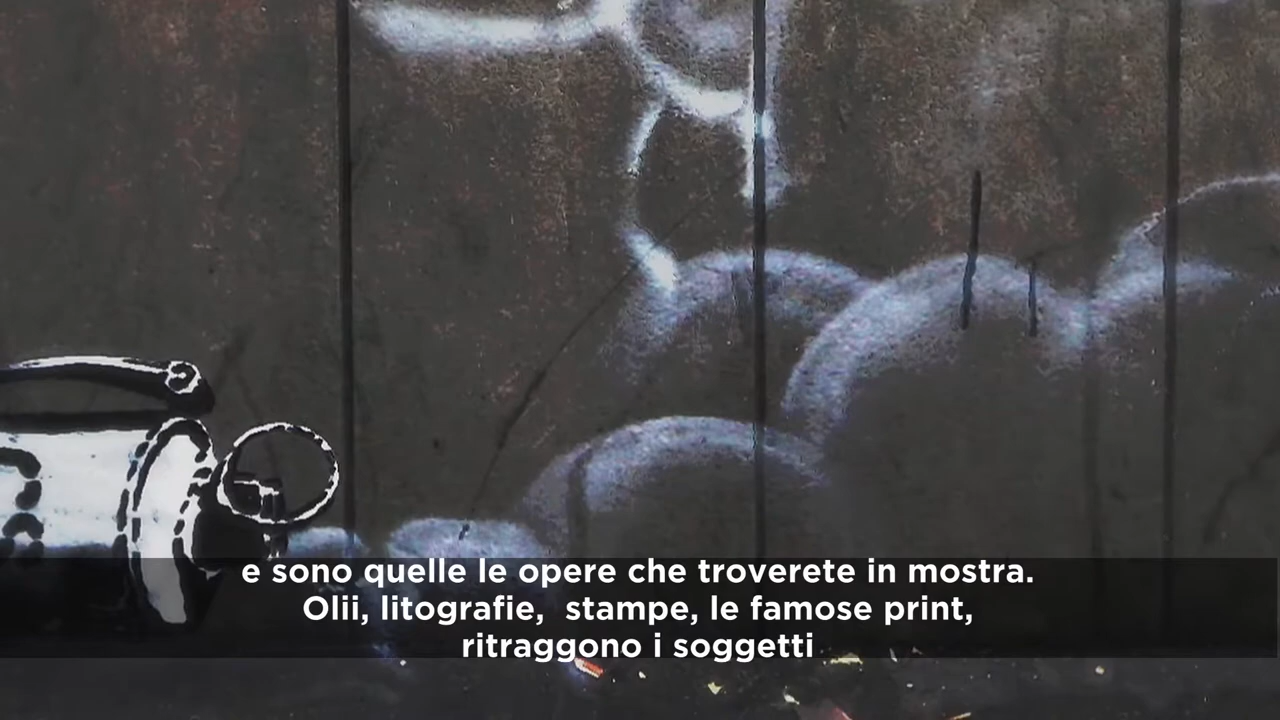 e sono quelle le opere che troverete in mostra.
Olii, litografie,  stampe, le famose print,
ritraggono i soggetti